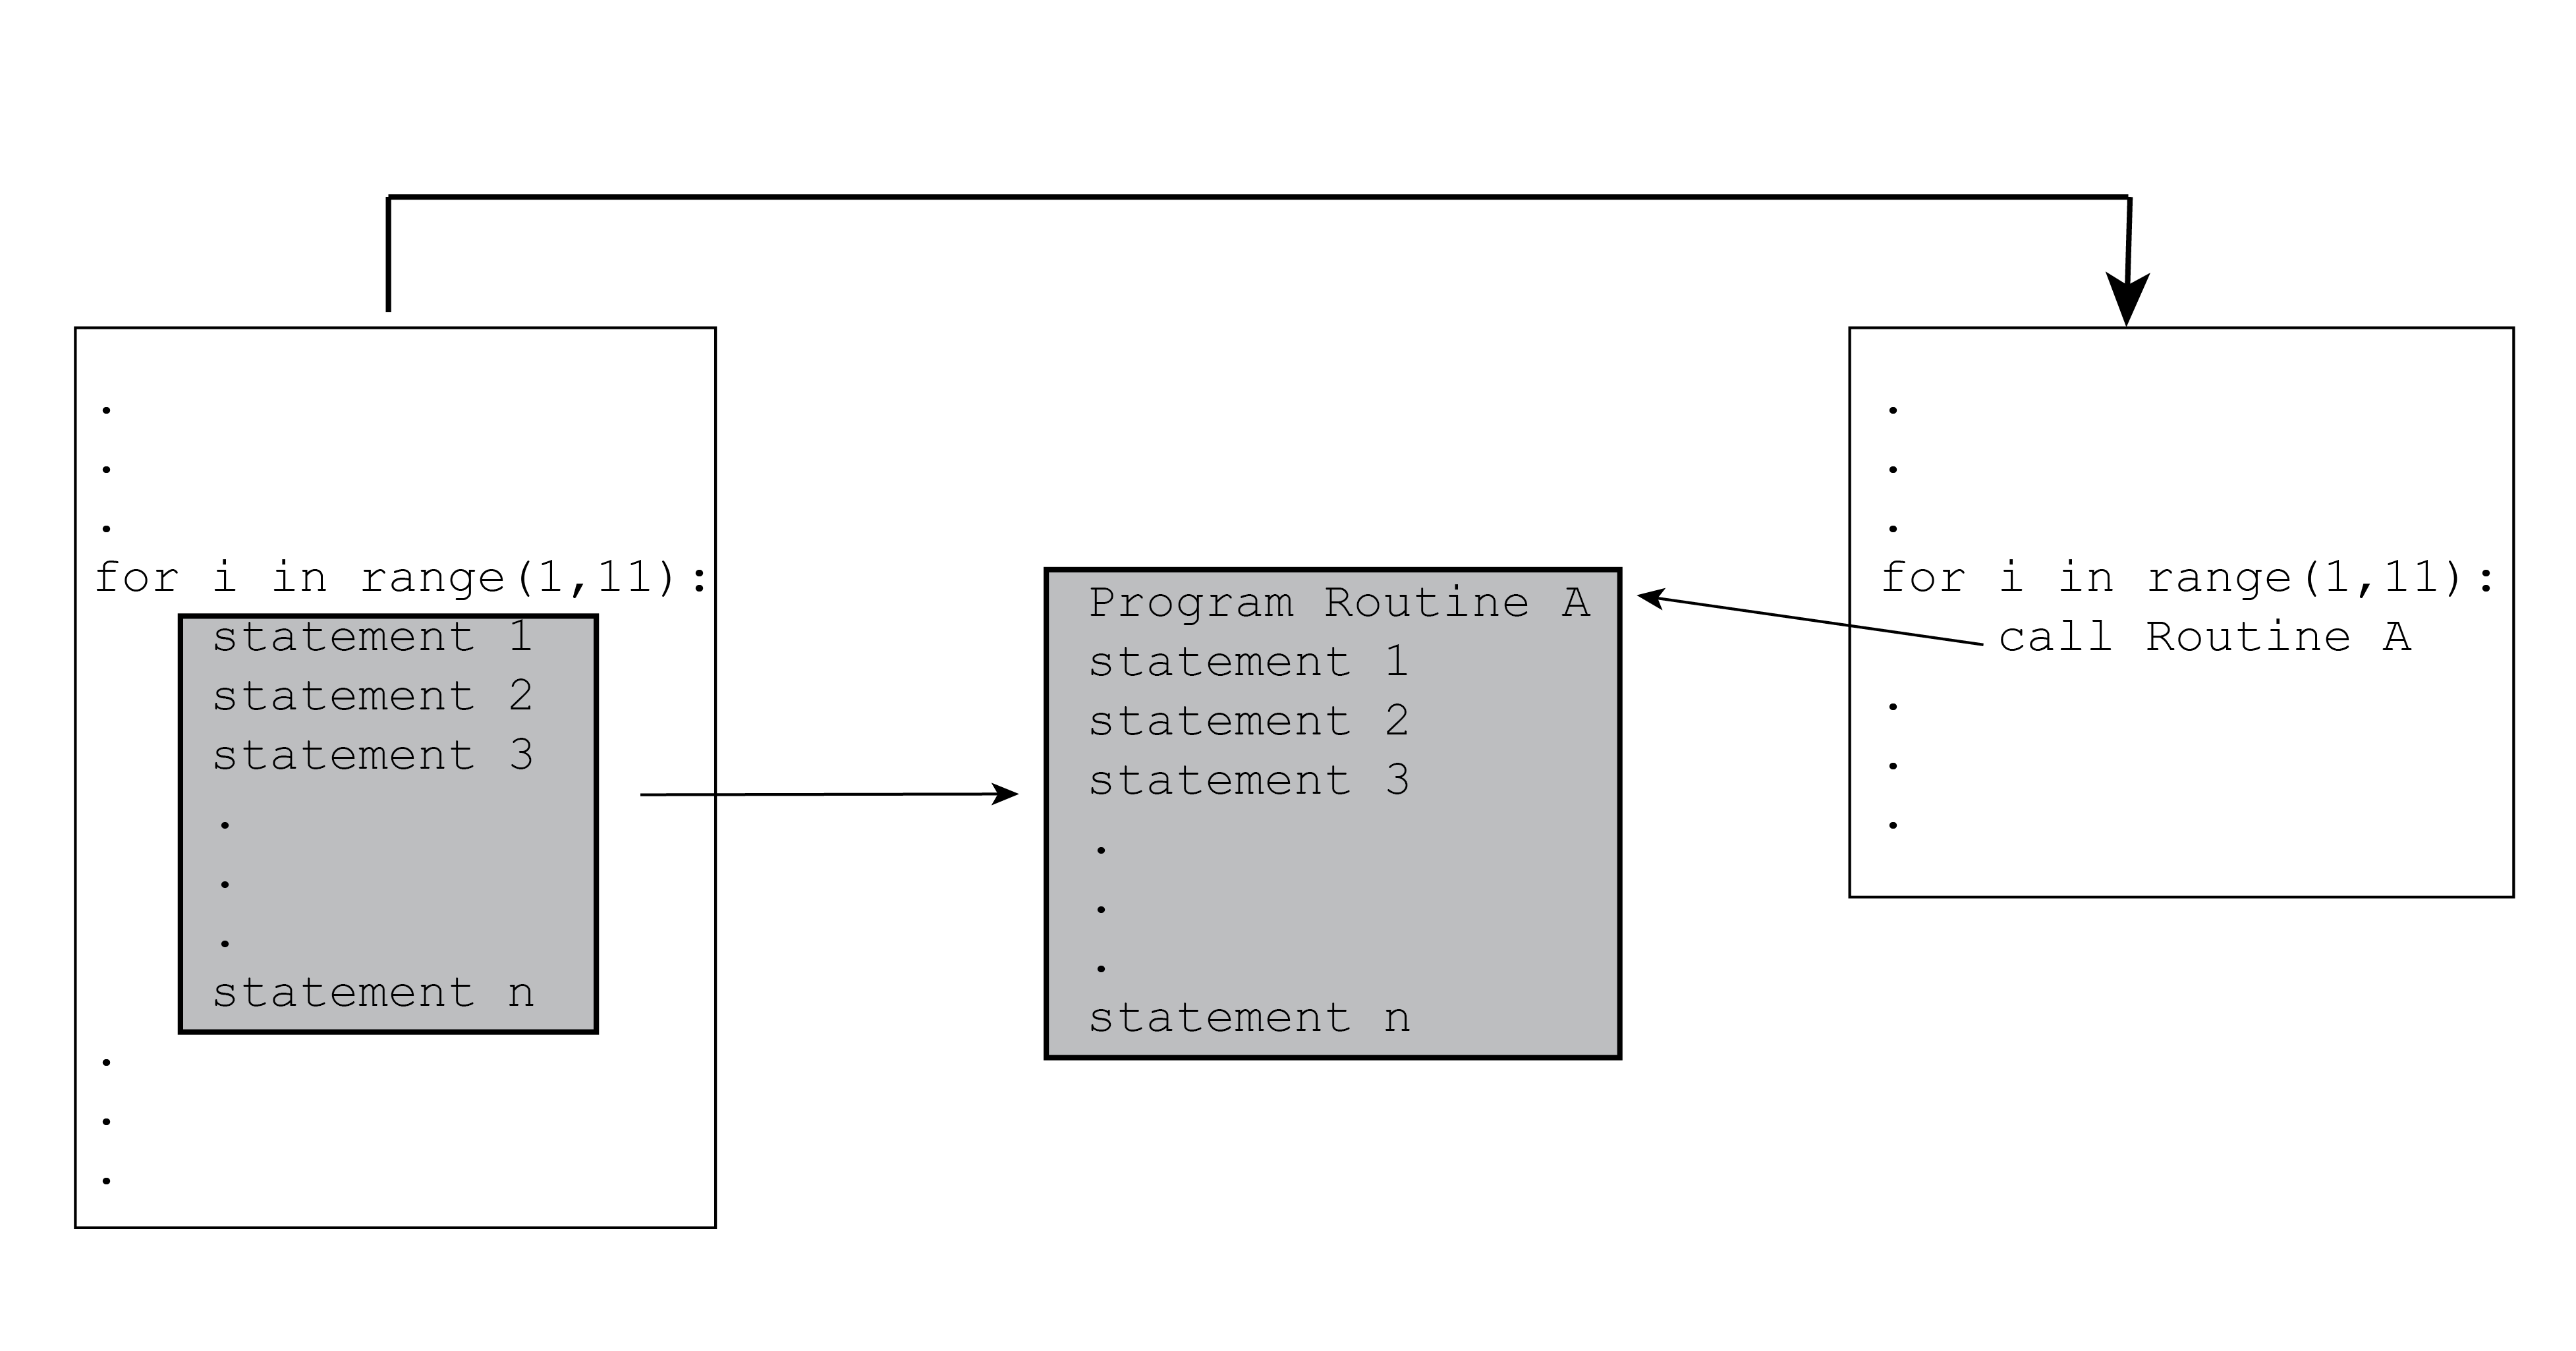 .
.
.
for i in range(1,11):
statement 1
statement 2
statement 3
.
.
.
statement n
.
.
.
Program Routine A
statement 1
statement 2
statement 3
.
.
.
statement n
.
.
.
for i in range(1,11):
call Routine A
.
.
.